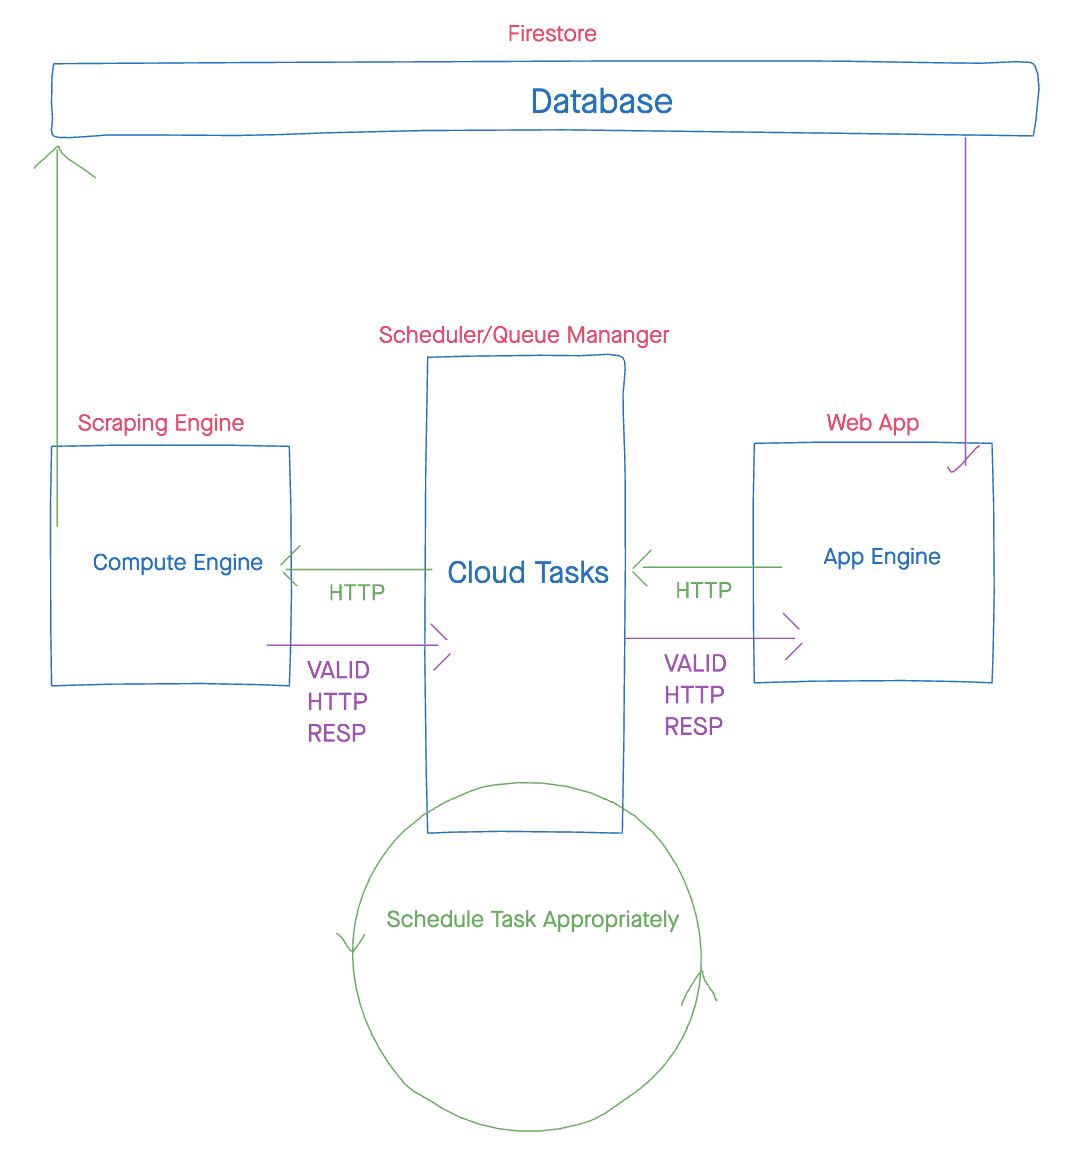 Firestore
Database
Scheduler/Queue Mananger
Scraping Engine
Web App
Compute Engine
Cloud Tasks
App Engine
HTTP
HTTP
VALID
HTTP
RESP
VALID
HTTP
RESP
Schedule Task Appropriately